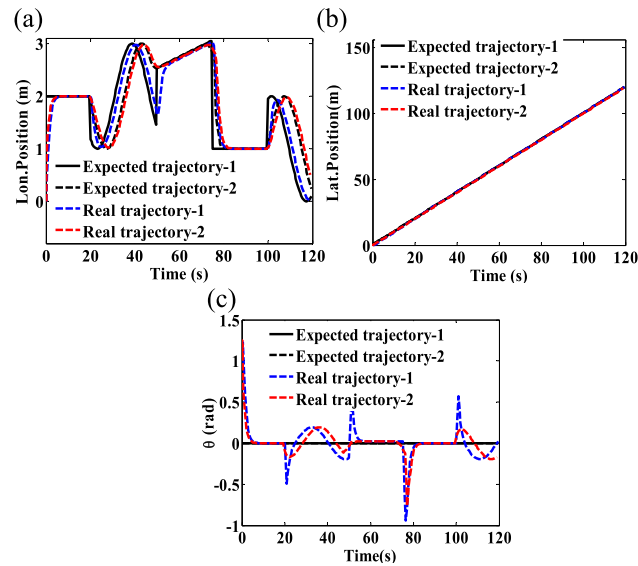 (a)
Lon.Position (m)
3
2
1
0
Expected trajectory-1
Expected trajectory-2
Real trajectory-1
Real trajectory-2
0 20 40 60 80 100 120
Time (s)
(b)
Lat.Position(m)
150
100
50
0
Expected trajectory-1
Expected trajectory-2
Real trajectory-1
Real trajectory-2
0 20 40 60 80 100 120
Time (s)
(c)
θ (rad)
1.5
1
0.5
0
-0.5
-1
Expected trajectory-1
Expected trajectory-2
Real trajectory-1
Real trajectory-2
0 20 40 60 80 100 120
Time(s)